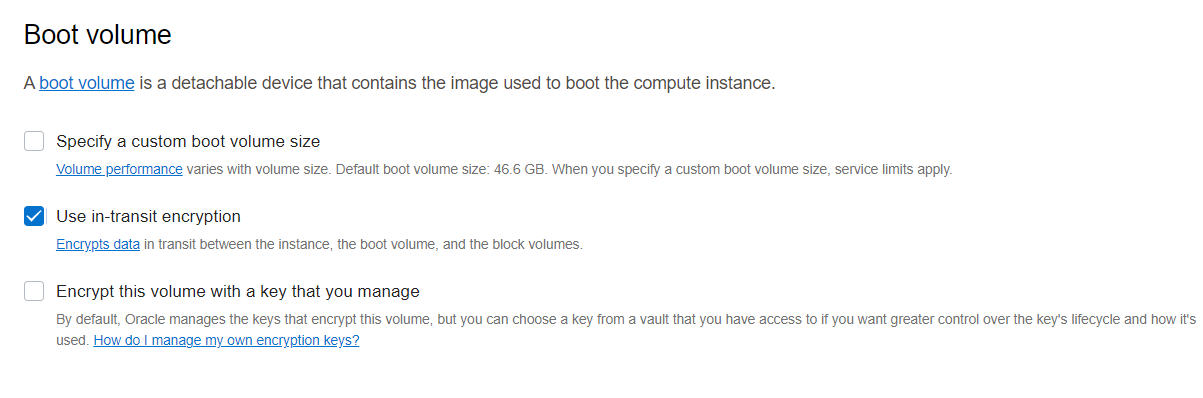 Boot volume
A boot volume is a detachable device that contains the image used to boot the compute instance.
Specify a custom boot volume size
Volume performance varies with volume size. Default boot volume size: 46.6 GB. When you specify a custom boot volume size, service limits apply.
Use in-transit encryption
Encrypts data in transit between the instance, the boot volume, and the block volumes.
Encrypt this volume with a key that you manage
By default, Oracle manages the keys that encrypt this volume, but you can choose a key from a vault that you have access to if you want greater control over the key's lifecycle and how it's
used. How do I manage my own encryption keys?